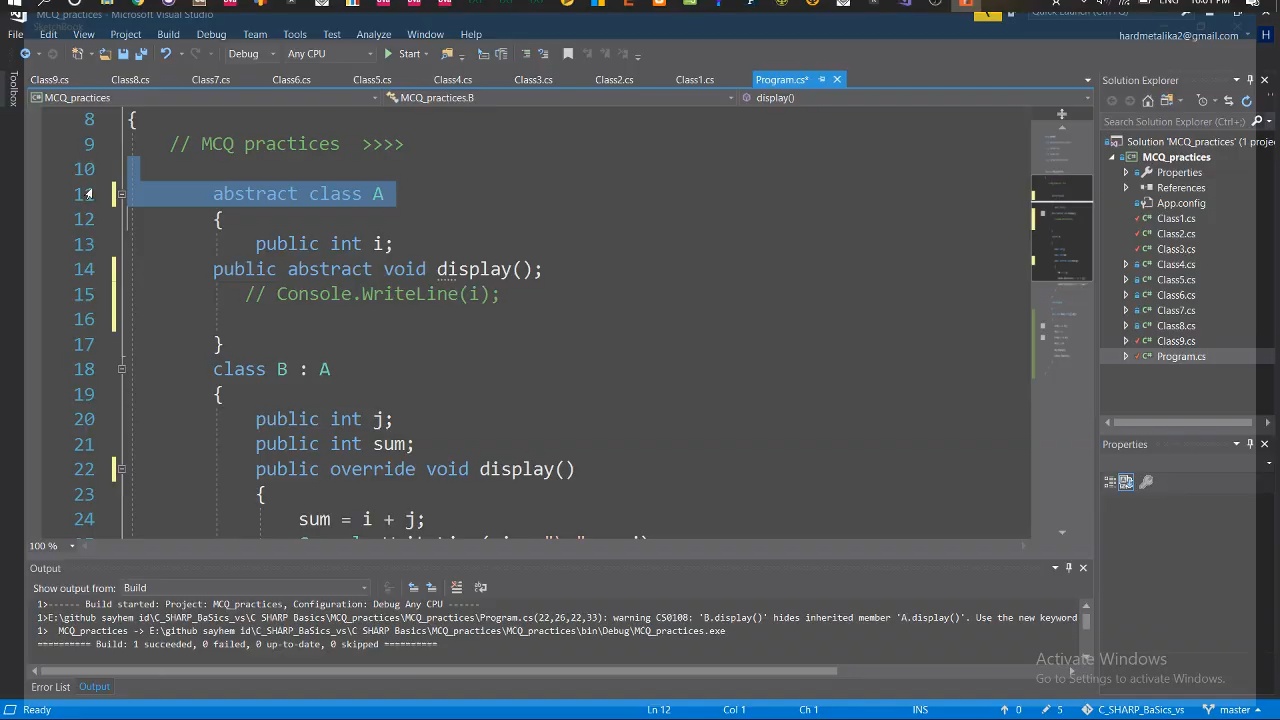 10:01 PM
MCQ_practices - Microsoft Visual Studio
Quick Launch
File Edit View Project Build Debug Team Tools Test Analyze Window Help
hardmetalika2@gmail.com H
Debug Any CPU Start
Toolbox
Class9.cs Class8.cs Class7.cs Class6.cs Class5.cs Class4.cs Class3.cs Class2.cs Class1.cs Program.cs*
MCQ_practices MCQ_practices.B display()
8 {
9 // MCQ practices >>>>
10
11 abstract class A
12 {
13 public int i;
14 public abstract void display();
15 // Console.WriteLine(i);
16
17 }
18 class B : A
19 {
20 public int j;
21 public int sum;
22 public override void display()
23 {
24 sum = i + j;
100 %
Solution Explorer
Search Solution Explorer (Ctrl+;)
Solution 'MCQ_practices' (1 projec
MCQ_practices
Properties
References
App.config
Class1.cs
Class2.cs
Class3.cs
Class4.cs
Class5.cs
Class6.cs
Class7.cs
Class8.cs
Class9.cs
Program.cs
Properties
Output
Show output from: Build
1>------ Build started: Project: MCQ_practices, Configuration: Debug Any CPU ------
1>E:\github sayhem id\C_SHARP_BaSics_vs\C SHARP Basics\MCQ_practices\MCQ_practices\Program.cs(22,26,22,33): warning CS0108: 'B.display()' hides inherited member 'A.display()'. Use the new keyword
1> MCQ_practices -> E:\github sayhem id\C_SHARP_BaSics_vs\C SHARP Basics\MCQ_practices\MCQ_practices\bin\Debug\MCQ_practices.exe
========== Build: 1 succeeded, 0 failed, 0 up-to-date, 0 skipped ==========
Activate Windows
Go to Settings to activate Windows.
Error List Output
Ready Ln 12 Col 1 Ch 1 INS 0 5 C_SHARP_BaSics_vs master